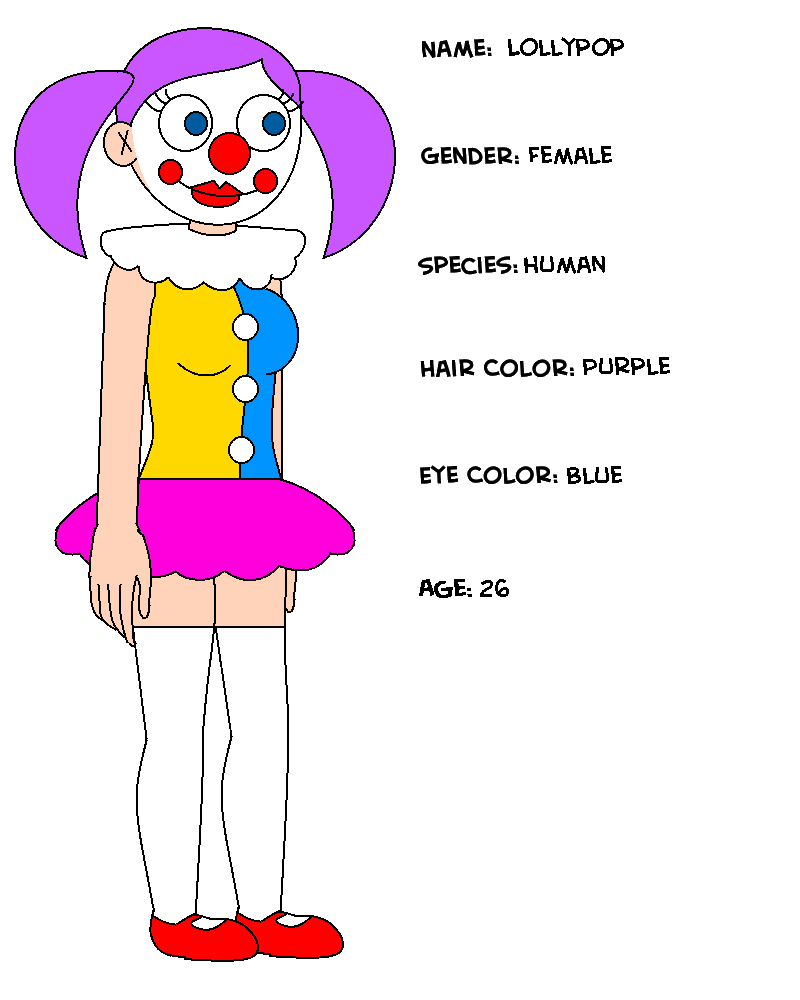 NAME: LOLLYPOP
GENDER: FEMALE
SPECIES: HUMAN
HAIR COLOR: PURPLE
EYE COLOR: BLUE
AGE: 26